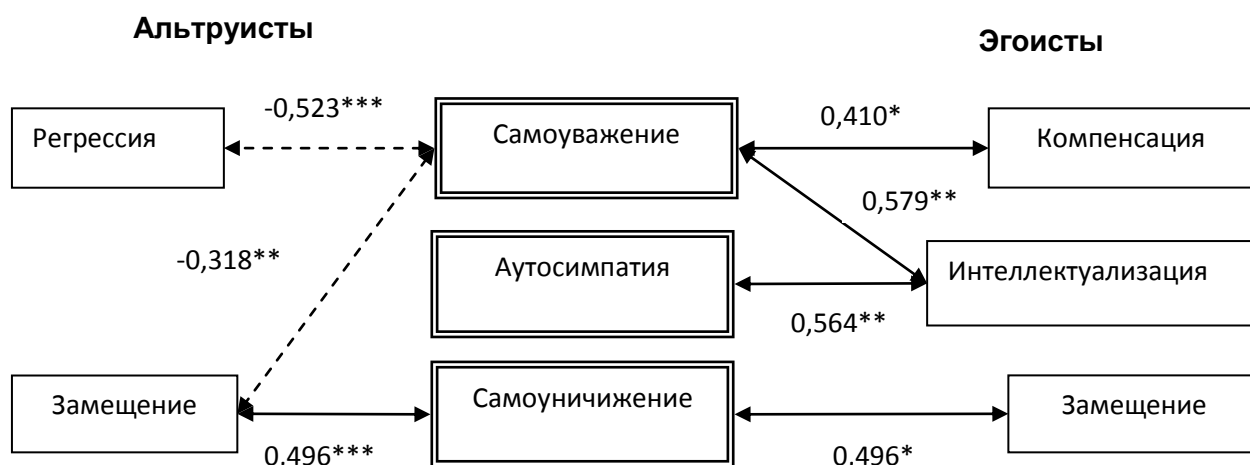 Альтруисты
Эгоисты
-0,523***
Самоуважение
0,410*
Регрессия
Компенсация
0,579**
-0,318**
Аутосимпатия
Интеллектуализация
0,564**
Замещение
Самоуничижение
Замещение
0,496***
0,496*